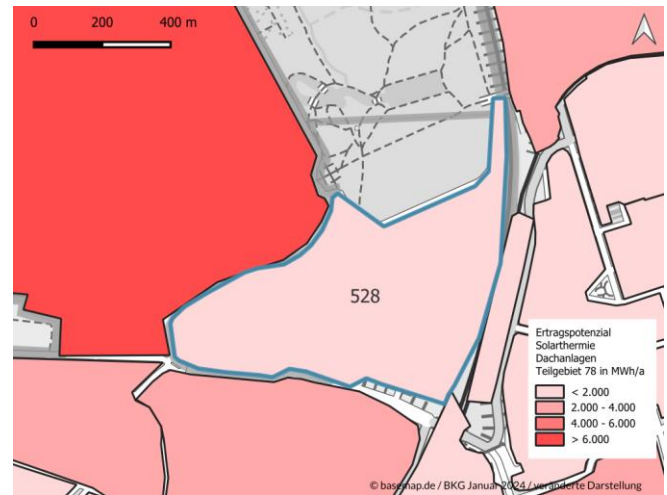 0 200 400 m
528
Ertragspotenzial
Solarthermie
Dachanlagen
Teilgebiet 78 in MWh/a
< 2.000
2.000 - 4.000
4.000 - 6.000
> 6.000
© basemap.de / BKG Januar 2024 / veränderte Darstellung